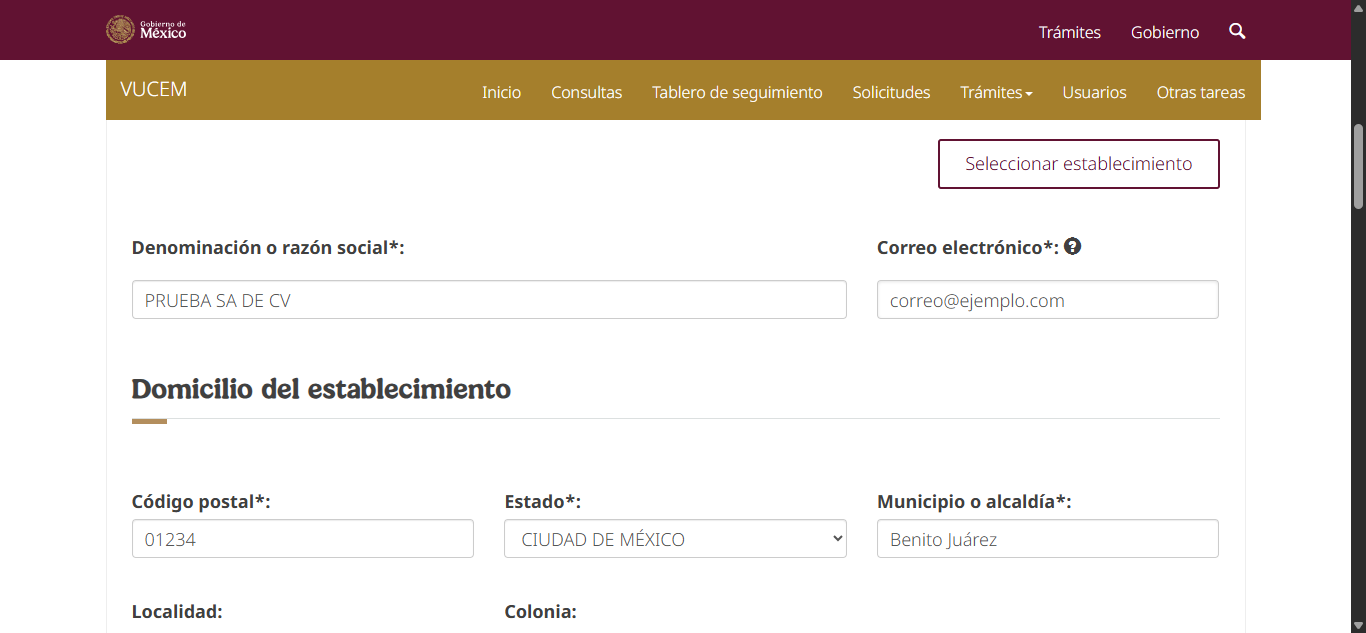 Gobierno de
México
Trámites Gobierno
VUCEM Inicio Consultas Tablero de seguimiento Solicitudes Trámites Usuarios Otras tareas
Seleccionar establecimiento
Denominación o razón social*: Correo electrónico*:
PRUEBA SA DE CV correo@ejemplo.com
Domicilio del establecimiento
Código postal*: Estado*: Municipio o alcaldía*:
01234 CIUDAD DE MÉXICO Benito Juárez
Localidad: Colonia: